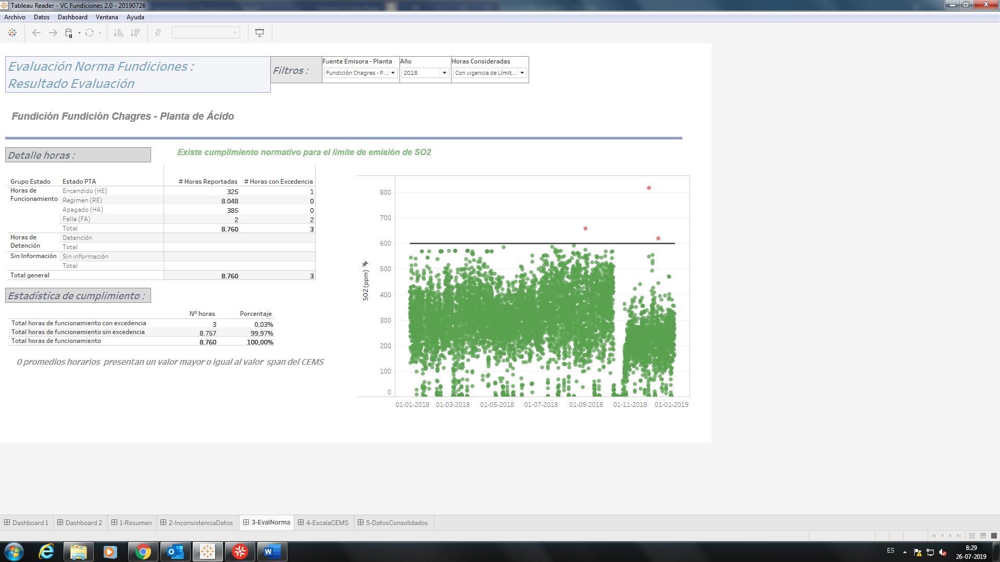 Tableau Reader - VC Fundiciones 2.0 - 20190726
Archivo Datos Dashboard Ventana Ayuda
Evaluación Norma Fundiciones :
Resultado Evaluación
Filtros :
Fuente Emisora - Planta Año Horas Consideradas
Fundición Chagres - P... 2018 Con vigencia de Límit...
Fundición Fundición Chagres - Planta de Ácido
Detalle horas :
Existe cumplimiento normativo para el límite de emisión de SO2
Grupo Estado Estado PTA # Horas Reportadas # Horas con Excedencia
Horas de Funcionamiento Encendido (HE) 325 1
Regimen (RE) 8.048 0
Apagado (HA) 385 0
Falla (FA) 2 2
Total 8.760 3
Horas de Detención Detención
Total
Sin Información Sin información
Total
Total general 8.760 3
Estadística de cumplimiento :
Nº horas Porcentaje
Total horas de funcionamiento con excedencia 3 0,03%
Total horas de funcionamiento sin excedencia 8.757 99,97%
Total horas de funcionamiento 8.760 100,00%
0 promedios horarios presentan un valor mayor o igual al valor span del CEMS
SO2 (ppm)
800
700
600
500
400
300
200
100
0
01-01-2018 01-03-2018 01-05-2018 01-07-2018 01-09-2018 01-11-2018 01-01-2019
Dashboard 1 Dashboard 2 1-Resumen 2-InconsistenciaDatos 3-EvalNorma 4-EscalaCEMS 5-DatosConsolidados
ES
8:29
26-07-2019